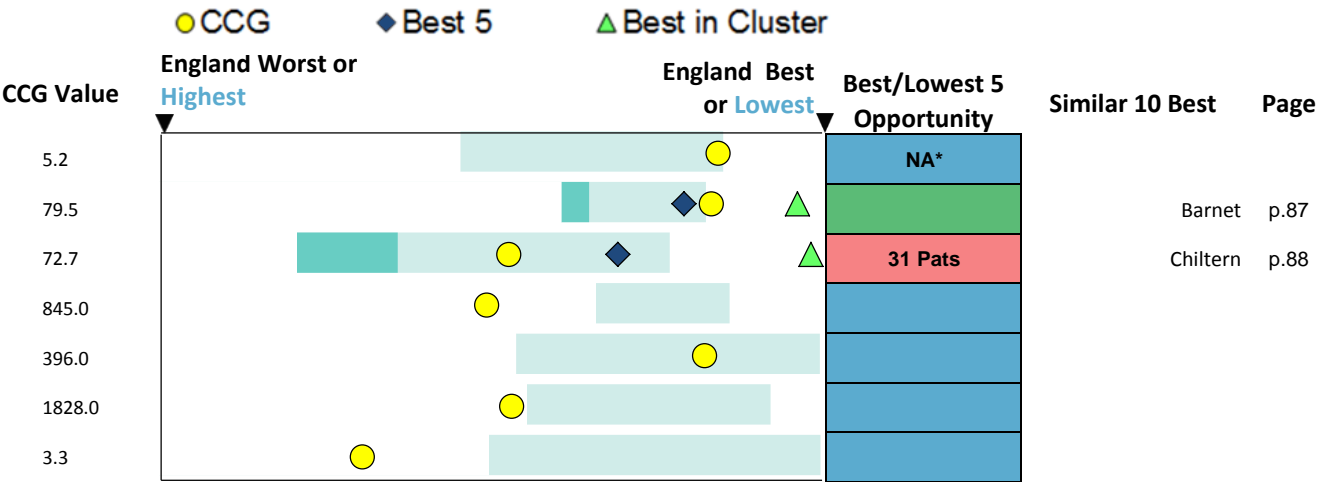 CCG Best 5 Best in Cluster
CCG Value
England Worst or
Highest
England Best
or Lowest
Best/Lowest 5
Opportunity
Similar 10 Best Page
5.2 NA*
79.5 Barnet p.87
72.7 31 Pats Chiltern p.88
845.0
396.0
1828.0
3.3